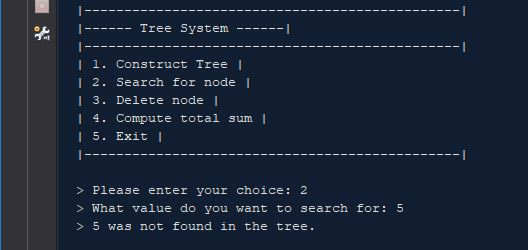 |-----------------------------------------------|
|------ Tree System ------|
|-----------------------------------------------|
| 1. Construct Tree |
| 2. Search for node |
| 3. Delete node |
| 4. Compute total sum |
| 5. Exit |
|-----------------------------------------------|
> Please enter your choice: 2
> What value do you want to search for: 5
> 5 was not found in the tree.